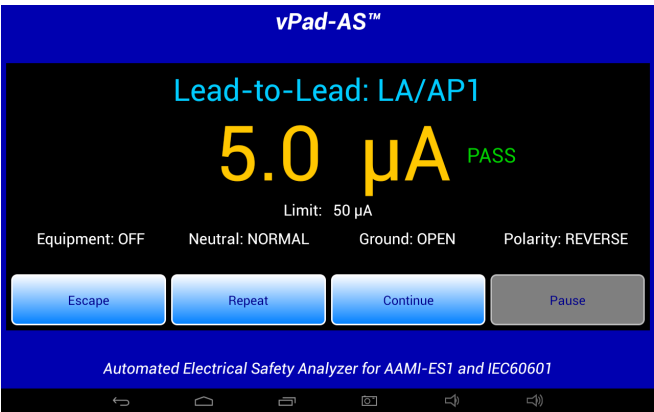 vPad-AS™
Lead-to-Lead: LA/AP1
5.0 µA PASS
Limit: 50 µA
Equipment: OFF Neutral: NORMAL Ground: OPEN Polarity: REVERSE
Escape Repeat Continue Pause
Automated Electrical Safety Analyzer for AAMI-ES1 and IEC60601